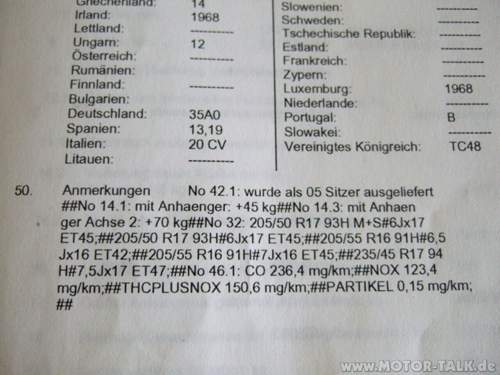 Griechenland: 14
Irland: 1968
Lettland: ----------
Ungarn: 12
Österreich: ----------
Rumänien:
Finnland: ----------
Bulgarien:
Deutschland: 35A0
Spanien: 13,19
Italien: 20 CV
Litauen: ----------
Slowenien: ----------
Schweden: ----------
Tschechische Republik: ----------
Estland: ----------
Frankreich: ----------
Zypern: ----------
Luxemburg: 1968
Niederlande: ----------
Portugal: B
Slowakei: ----------
Vereinigtes Königreich: TC48
50. Anmerkungen No 42.1: wurde als 05 Sitzer ausgeliefert
##No 14.1: mit Anhaenger: +45 kg##No 14.3: mit Anhaen
ger Achse 2: +70 kg##No 32: 205/50 R17 93H M+S#6Jx17
ET45;##205/50 R17 93H#6Jx17 ET45;##205/55 R16 91H#6,5
Jx16 ET42;##205/55 R16 91H#7Jx16 ET45;##235/45 R17 94
H#7,5Jx17 ET47;##No 46.1: CO 236,4 mg/km;##NOX 123,4
mg/km;##THCPLUSNOX 150,6 mg/km;##PARTIKEL 0,15 mg/km;
##
www.MOTOR-TALK.de